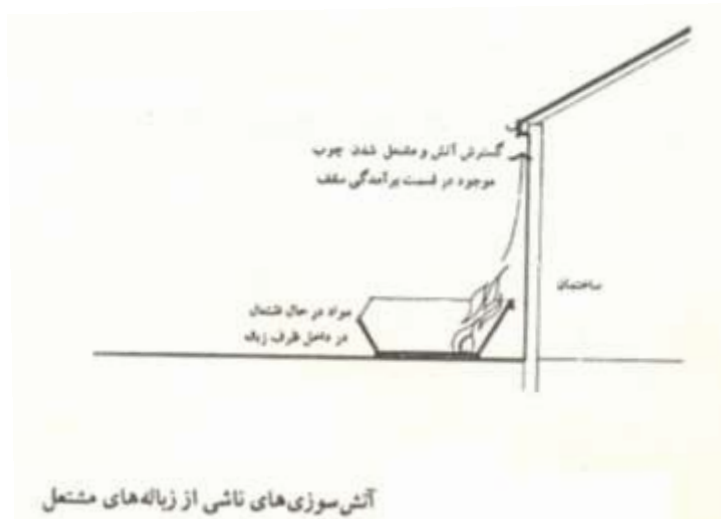 گسترش آتش و مشتعل شدن چوب
موجود در قسمت برآمدگی سقف
ساختمان
مواد در حال اشتعال
در داخل ظرف زباله
آتش‌سوزی‌های ناشی از زباله‌های مشتعل